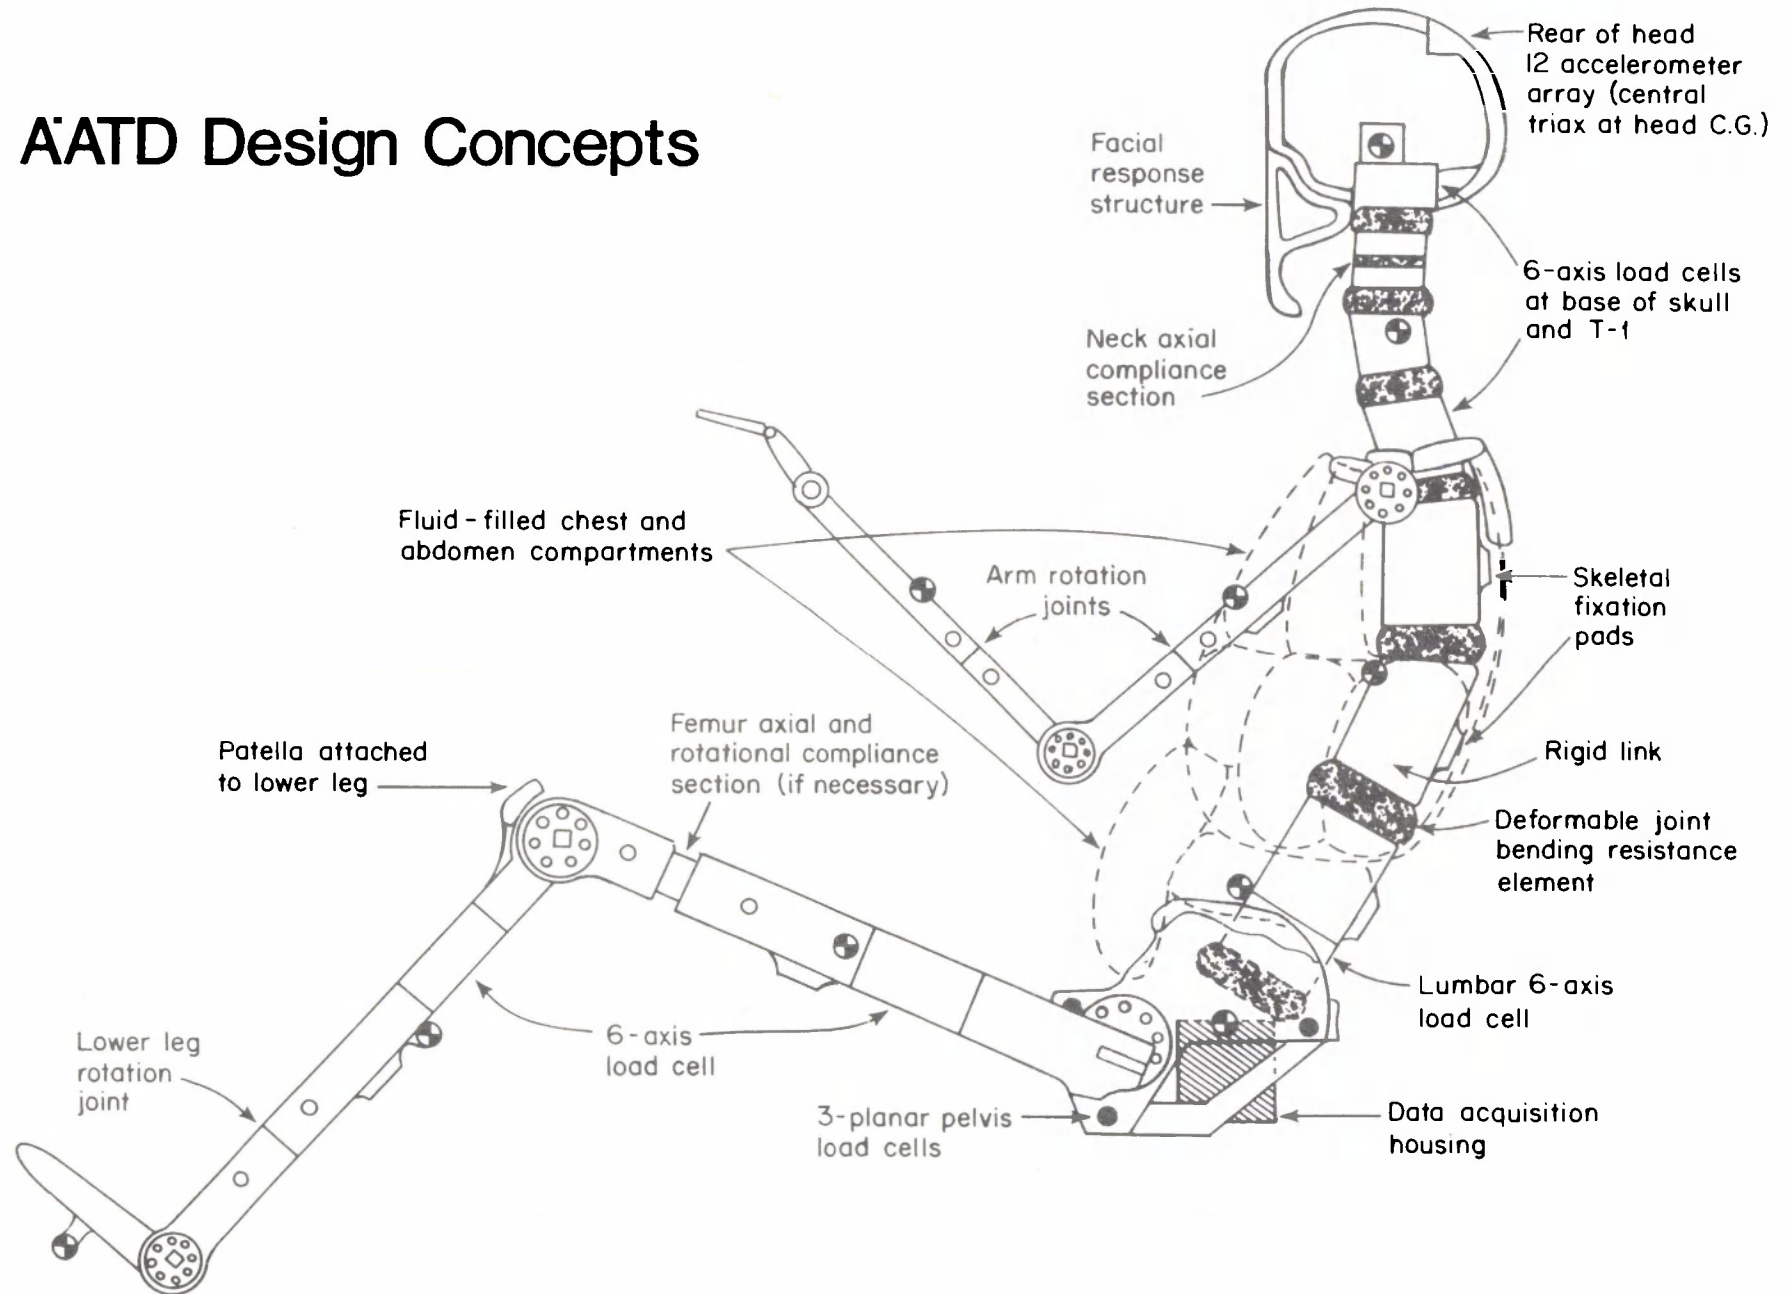 AATD Design Concepts
Rear of head
12 accelerometer
array (central
triax at head C.G.)
Facial
response
structure
6-axis load cells
at base of skull
and T-1
Neck axial
compliance
section
Fluid-filled chest and
abdomen compartments
Arm rotation
joints
Skeletal
fixation
pads
Femur axial and
rotational compliance
section (if necessary)
Patella attached
to lower leg
Rigid link
Deformable joint
bending resistance
element
Lumbar 6-axis
load cell
6-axis
load cell
Lower leg
rotation
joint
3-planar pelvis
load cells
Data acquisition
housing